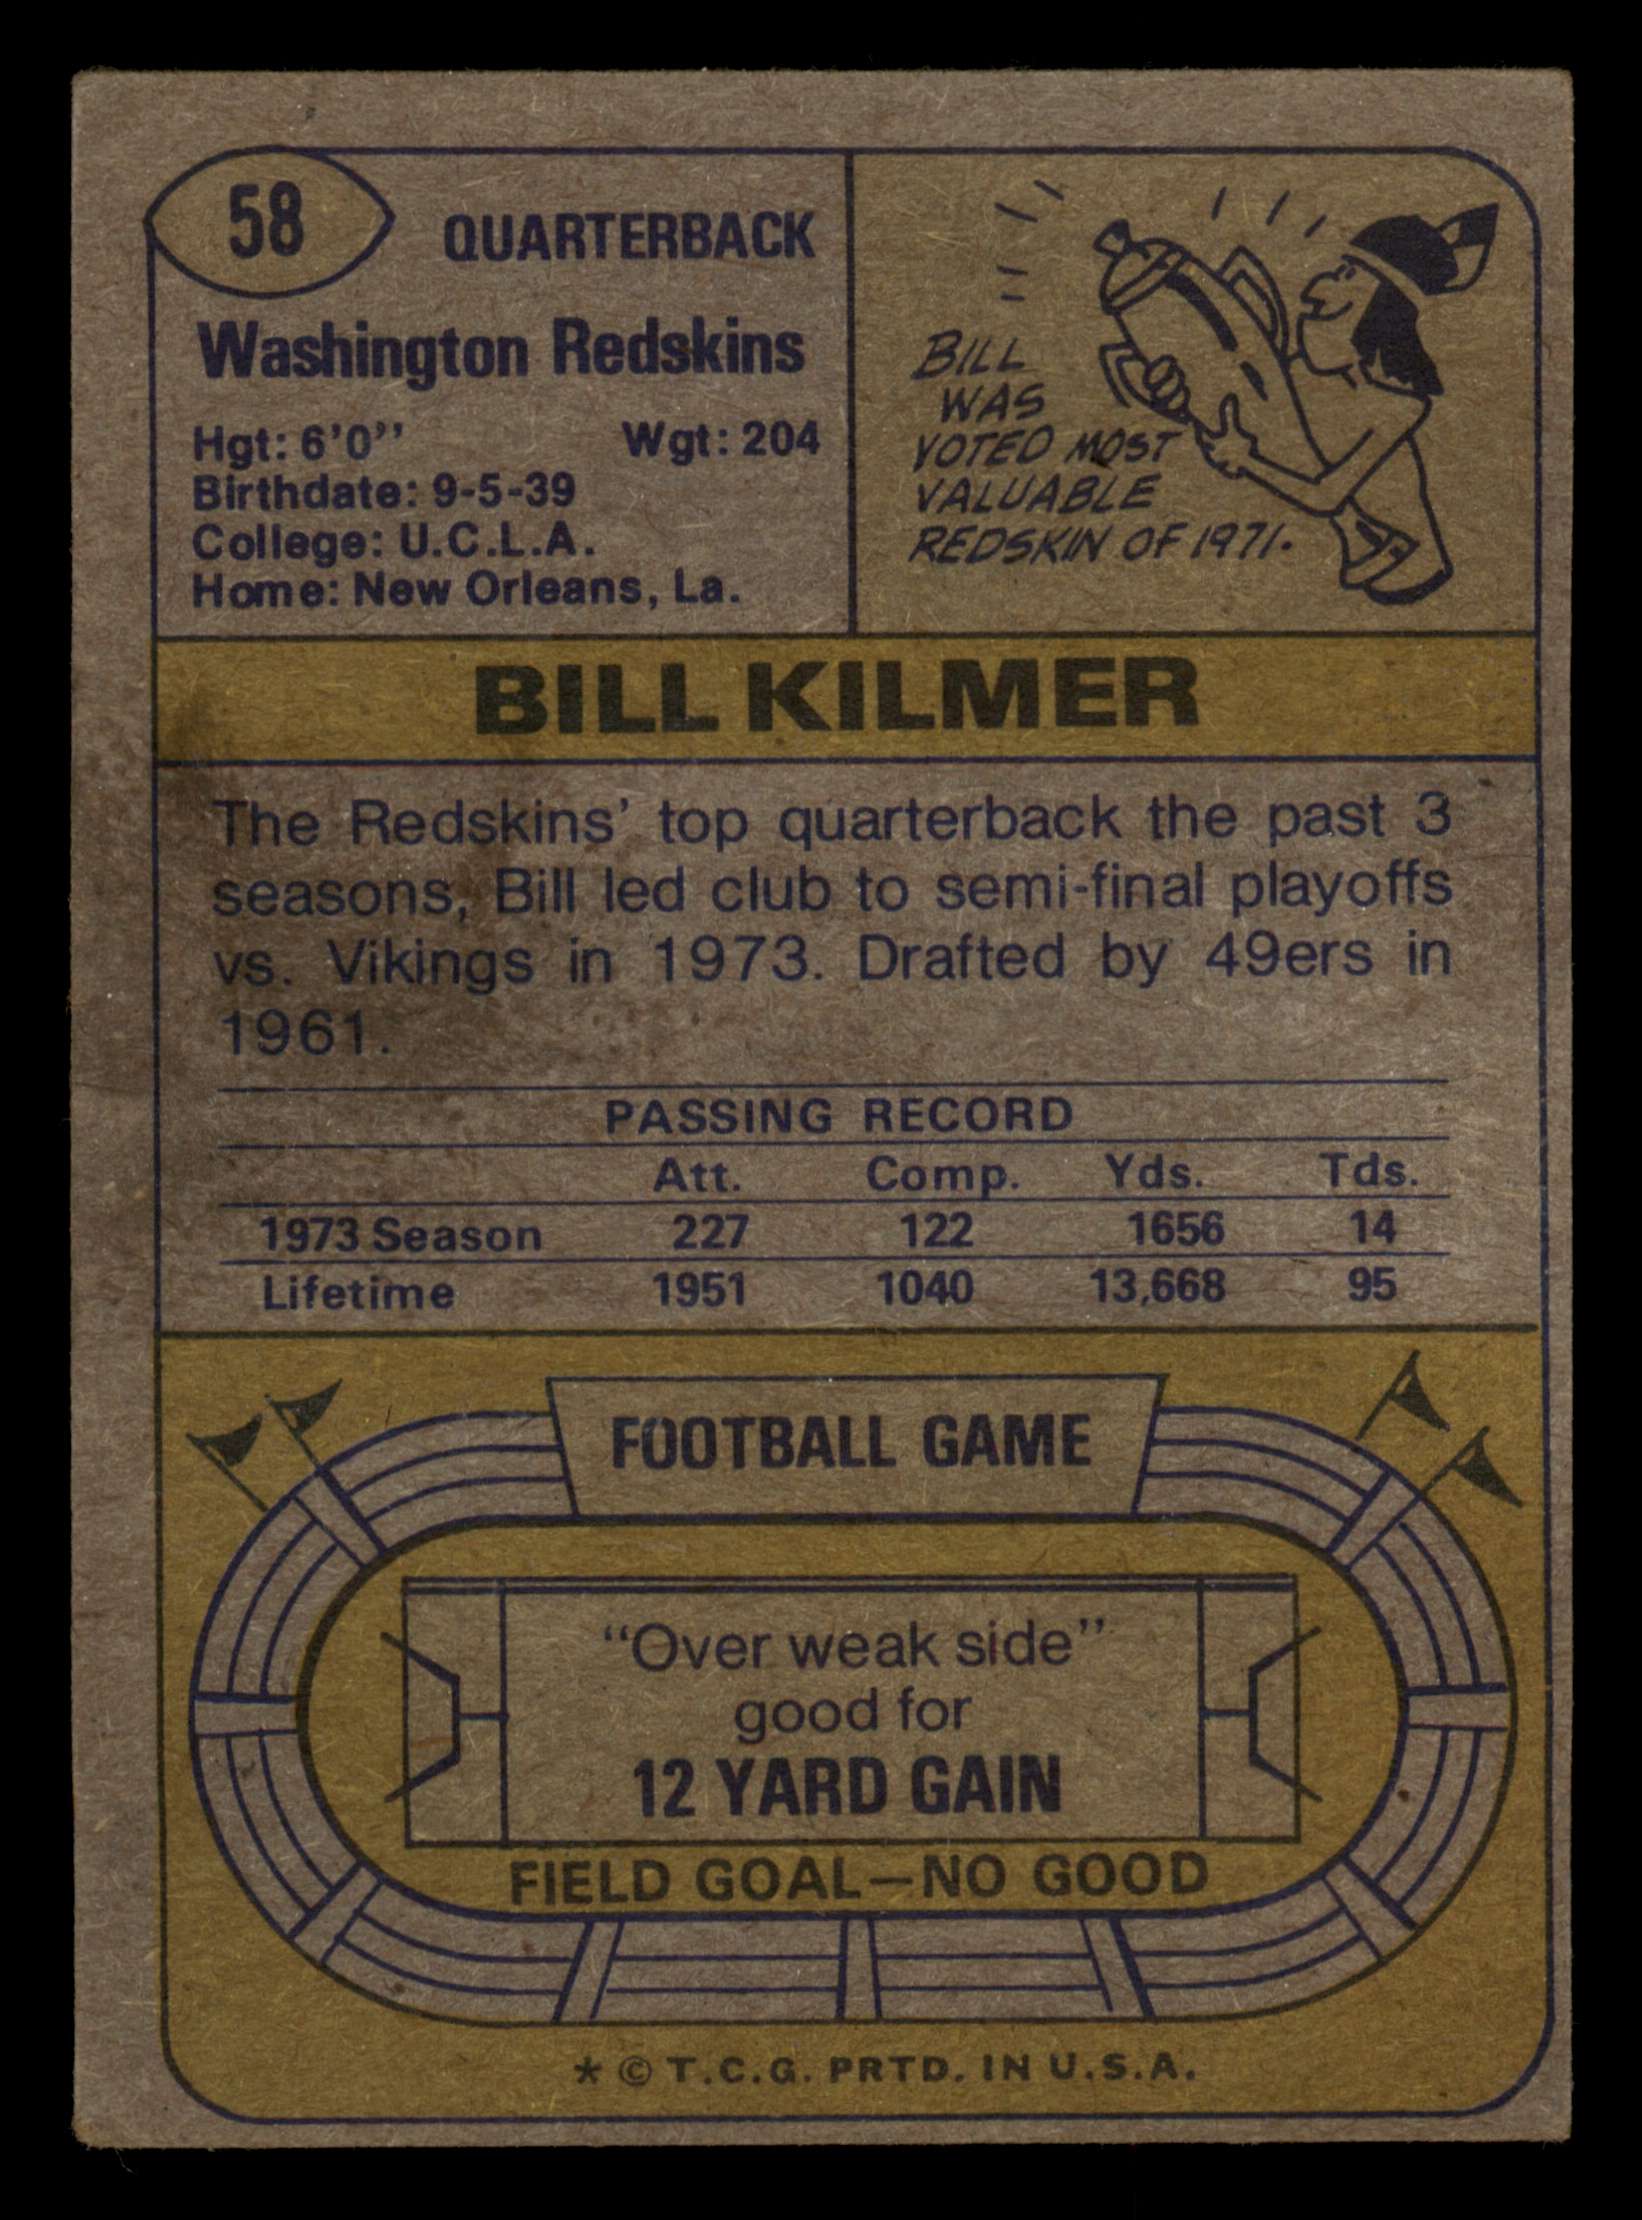 58
QUARTERBACK
Washington Redskins
Hgt: 6'0'' Wgt: 204
Birthdate: 9-5-39
College: U.C.L.A.
Home: New Orleans, La.
BILL
WAS
VOTED MOST
VALUABLE
REDSKIN OF 1971.
BILL KILMER
The Redskins' top quarterback the past 3
seasons, Bill led club to semi-final playoffs
vs. Vikings in 1973. Drafted by 49ers in
1961.
PASSING RECORD
Att. Comp. Yds. Tds.
1973 Season 227 122 1656 14
Lifetime 1951 1040 13,668 95
FOOTBALL GAME
“Over weak side”
good for
12 YARD GAIN
FIELD GOAL—NO GOOD
* © T.C.G. PRTD. IN U.S.A.